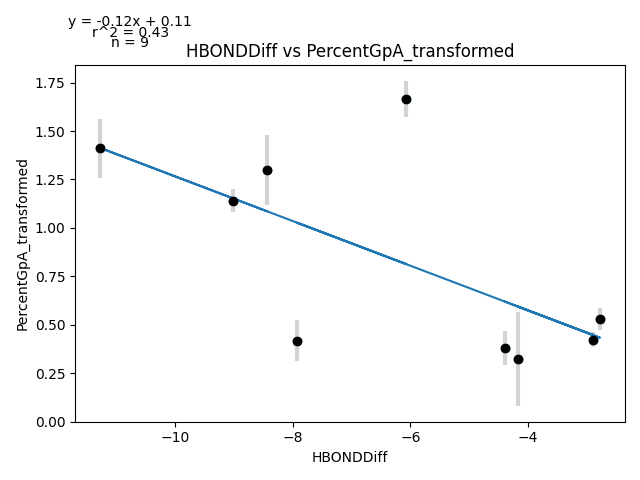 y = -0.12x + 0.11
r^2 = 0.43
n = 9
HBONDDiff vs PercentGpA_transformed
PercentGpA_transformed
1.75
1.50
1.25
1.00
0.75
0.50
0.25
0.00
−10
−8
−6
−4
HBONDDiff